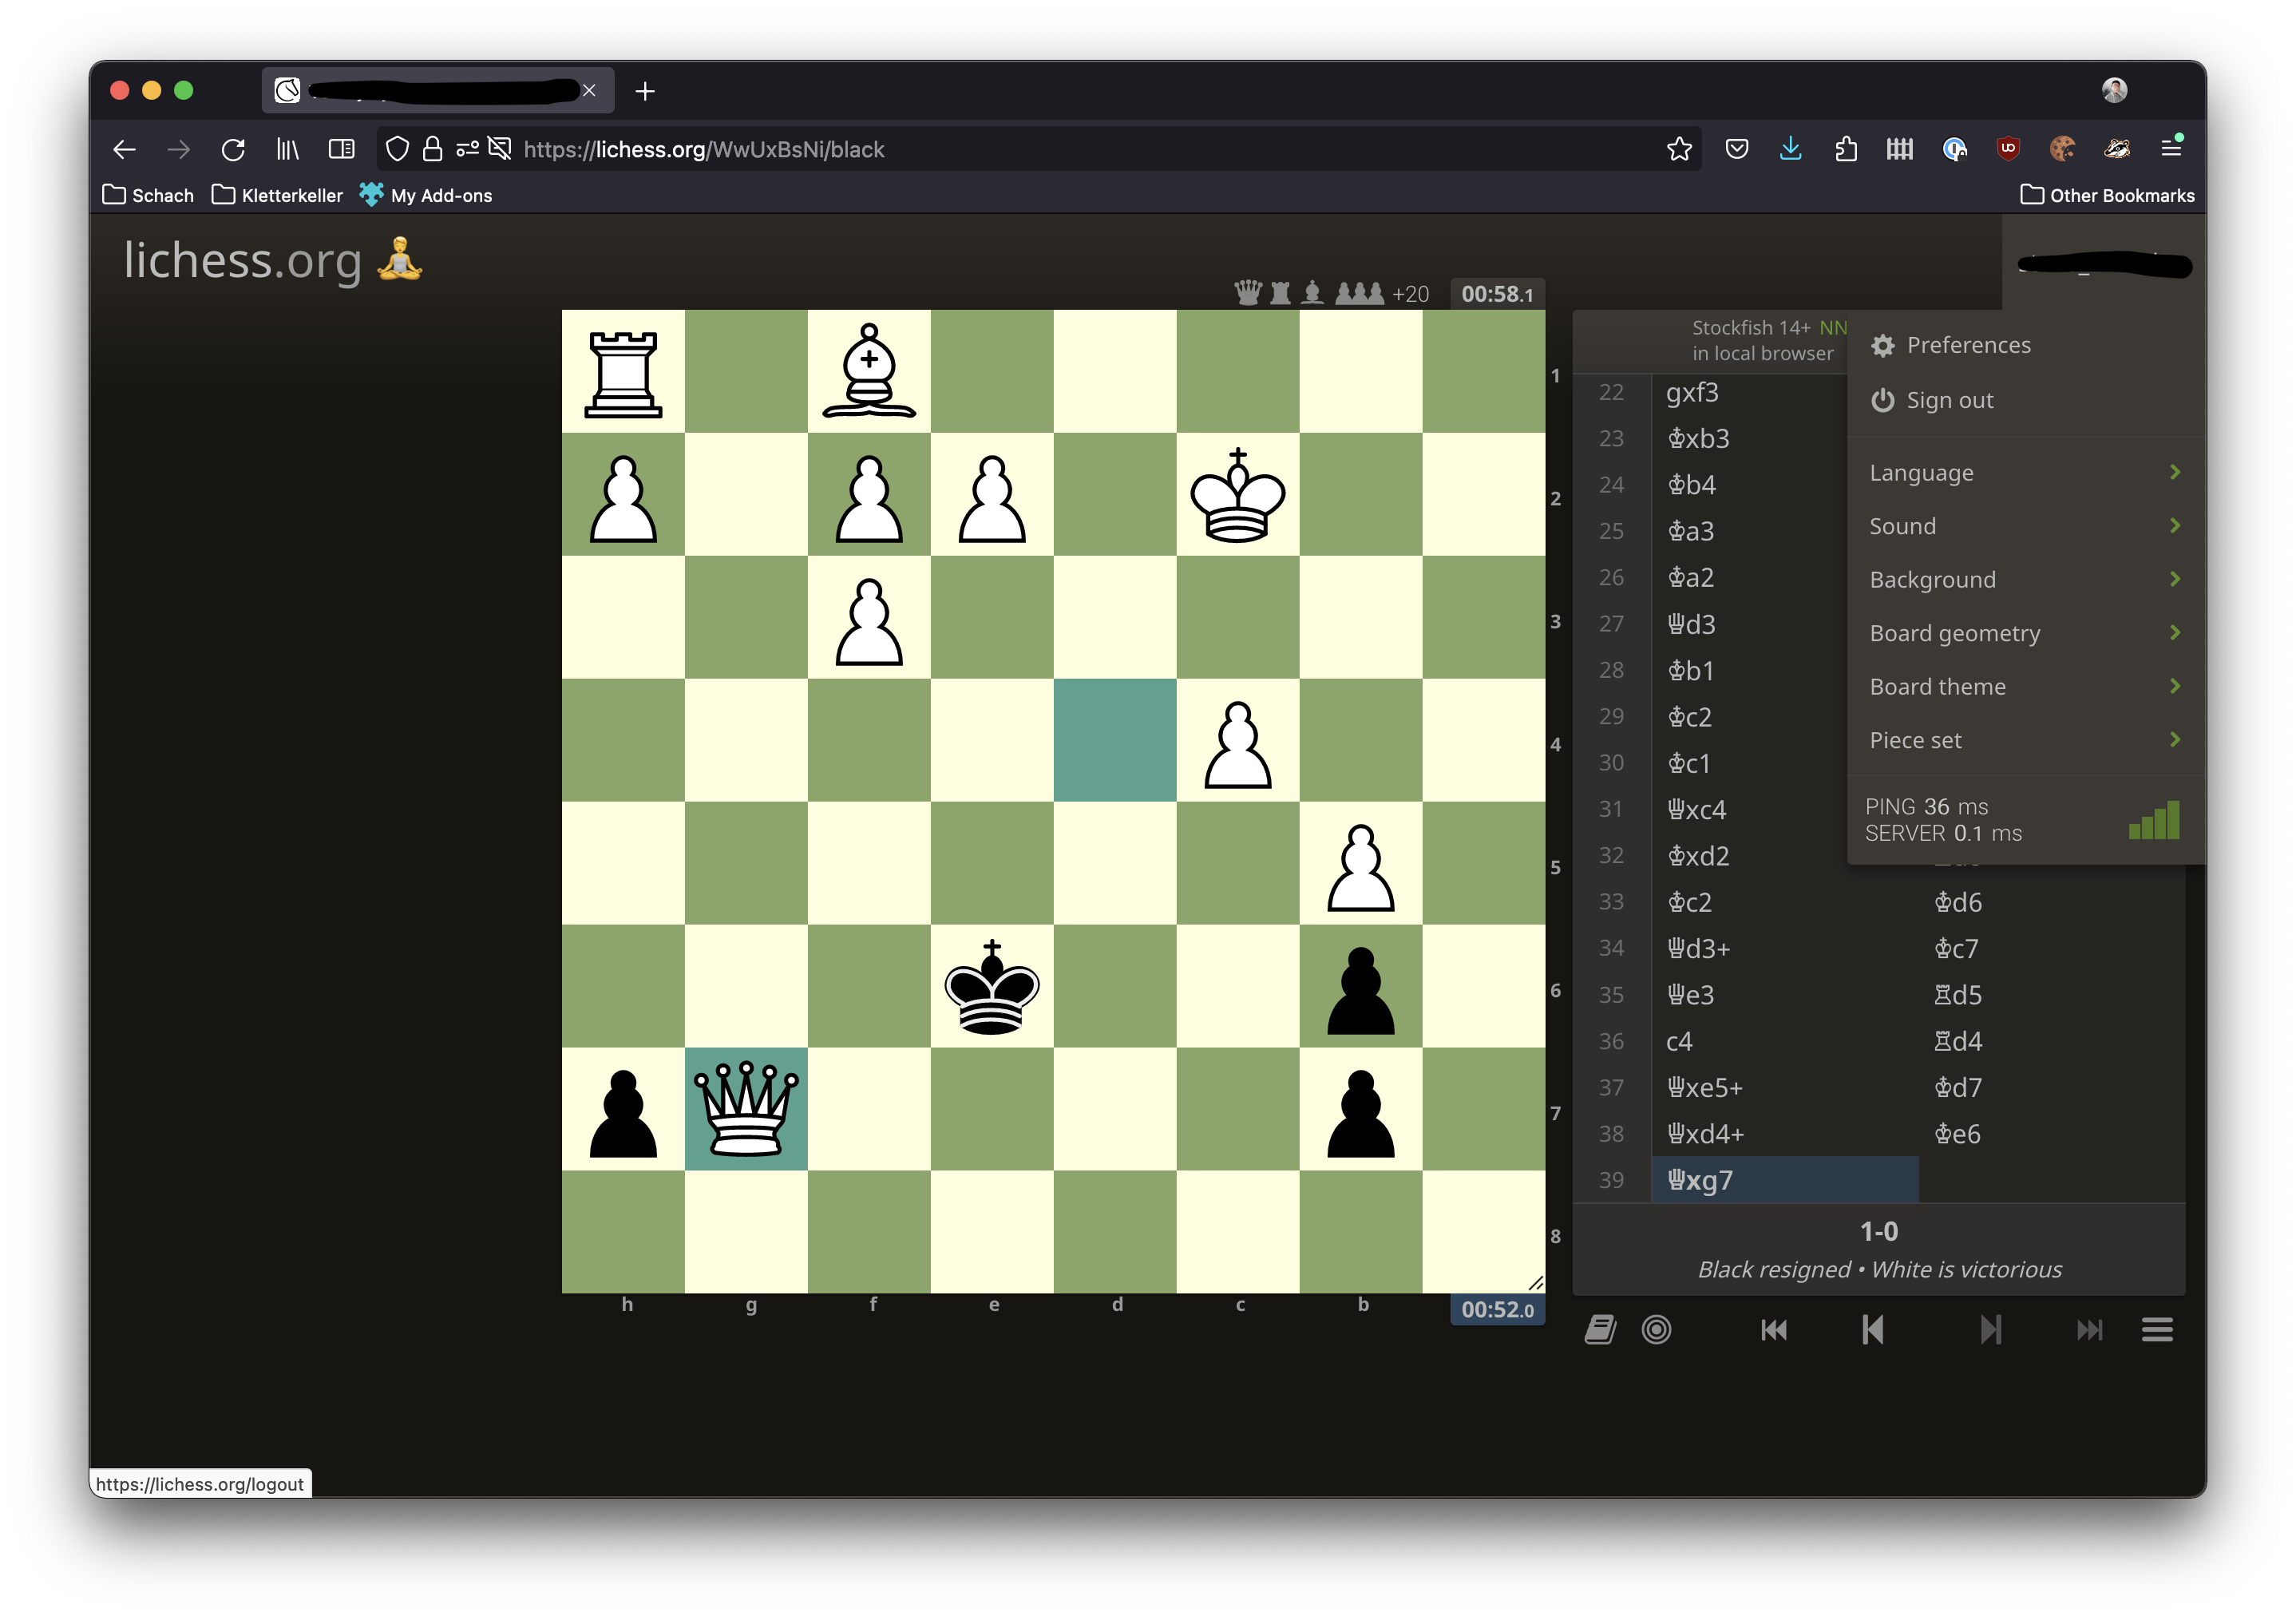 https://lichess.org/WwUxBsNi/black
Schach Kletterkeller My Add-ons Other Bookmarks
lichess.org
+20 00:58.1
Stockfish 14+ NN
in local browser
Preferences
Sign out
Language
Sound
Background
Board geometry
Board theme
Piece set
PING 36 ms
SERVER 0.1 ms
22 gxf3
23 ♔xb3
24 ♔b4
25 ♔a3
26 ♔a2
27 ♕d3
28 ♔b1
29 ♔c2
30 ♔c1
31 ♕xc4
32 ♔xd2
33 ♔c2 ♔d6
34 ♕d3+ ♔c7
35 ♕e3 ♖d5
36 c4 ♖d4
37 ♕xe5+ ♔d7
38 ♕xd4+ ♔e6
39 ♕xg7
1-0
Black resigned • White is victorious
1
2
3
4
5
6
7
8
h g f e d c b
00:52.0
https://lichess.org/logout